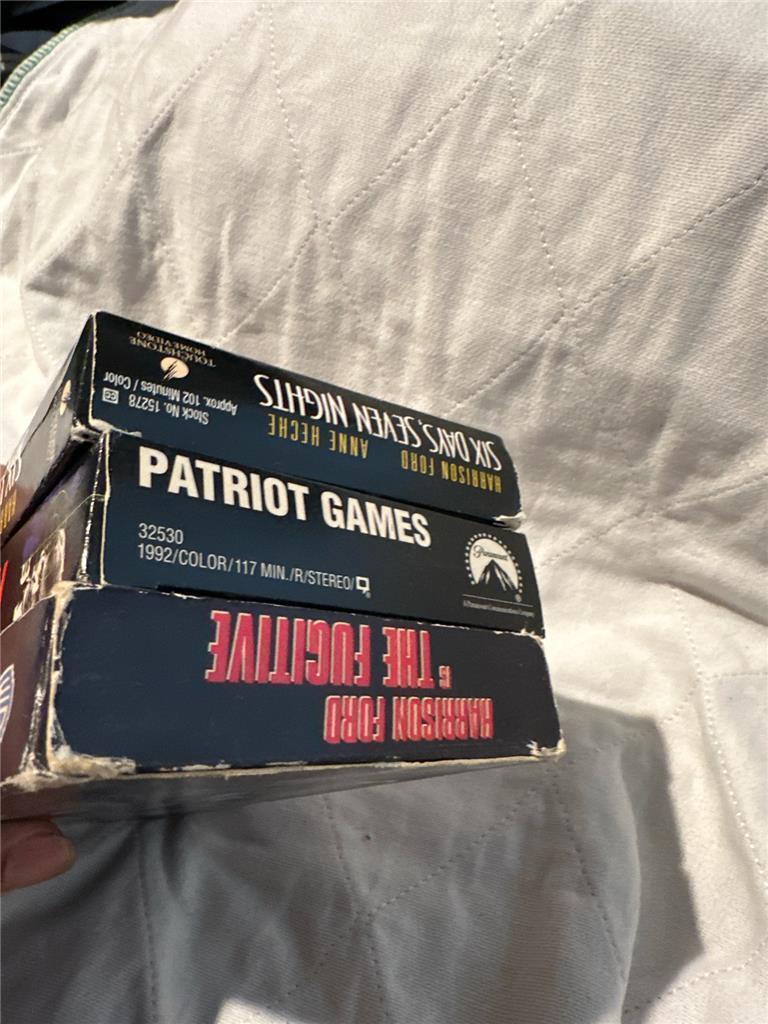 HARRISON FORD ANNE HECHE
SIX DAYS, SEVEN NIGHTS
Stock No. 15278
Approx. 102 Minutes / Color
CC
TOUCHSTONE
HOME VIDEO
PATRIOT GAMES
32530
1992/COLOR/117 MIN./R/STEREO/
Paramount
A Paramount Communications Company
HARRISON FORD
IS THE FUGITIVE